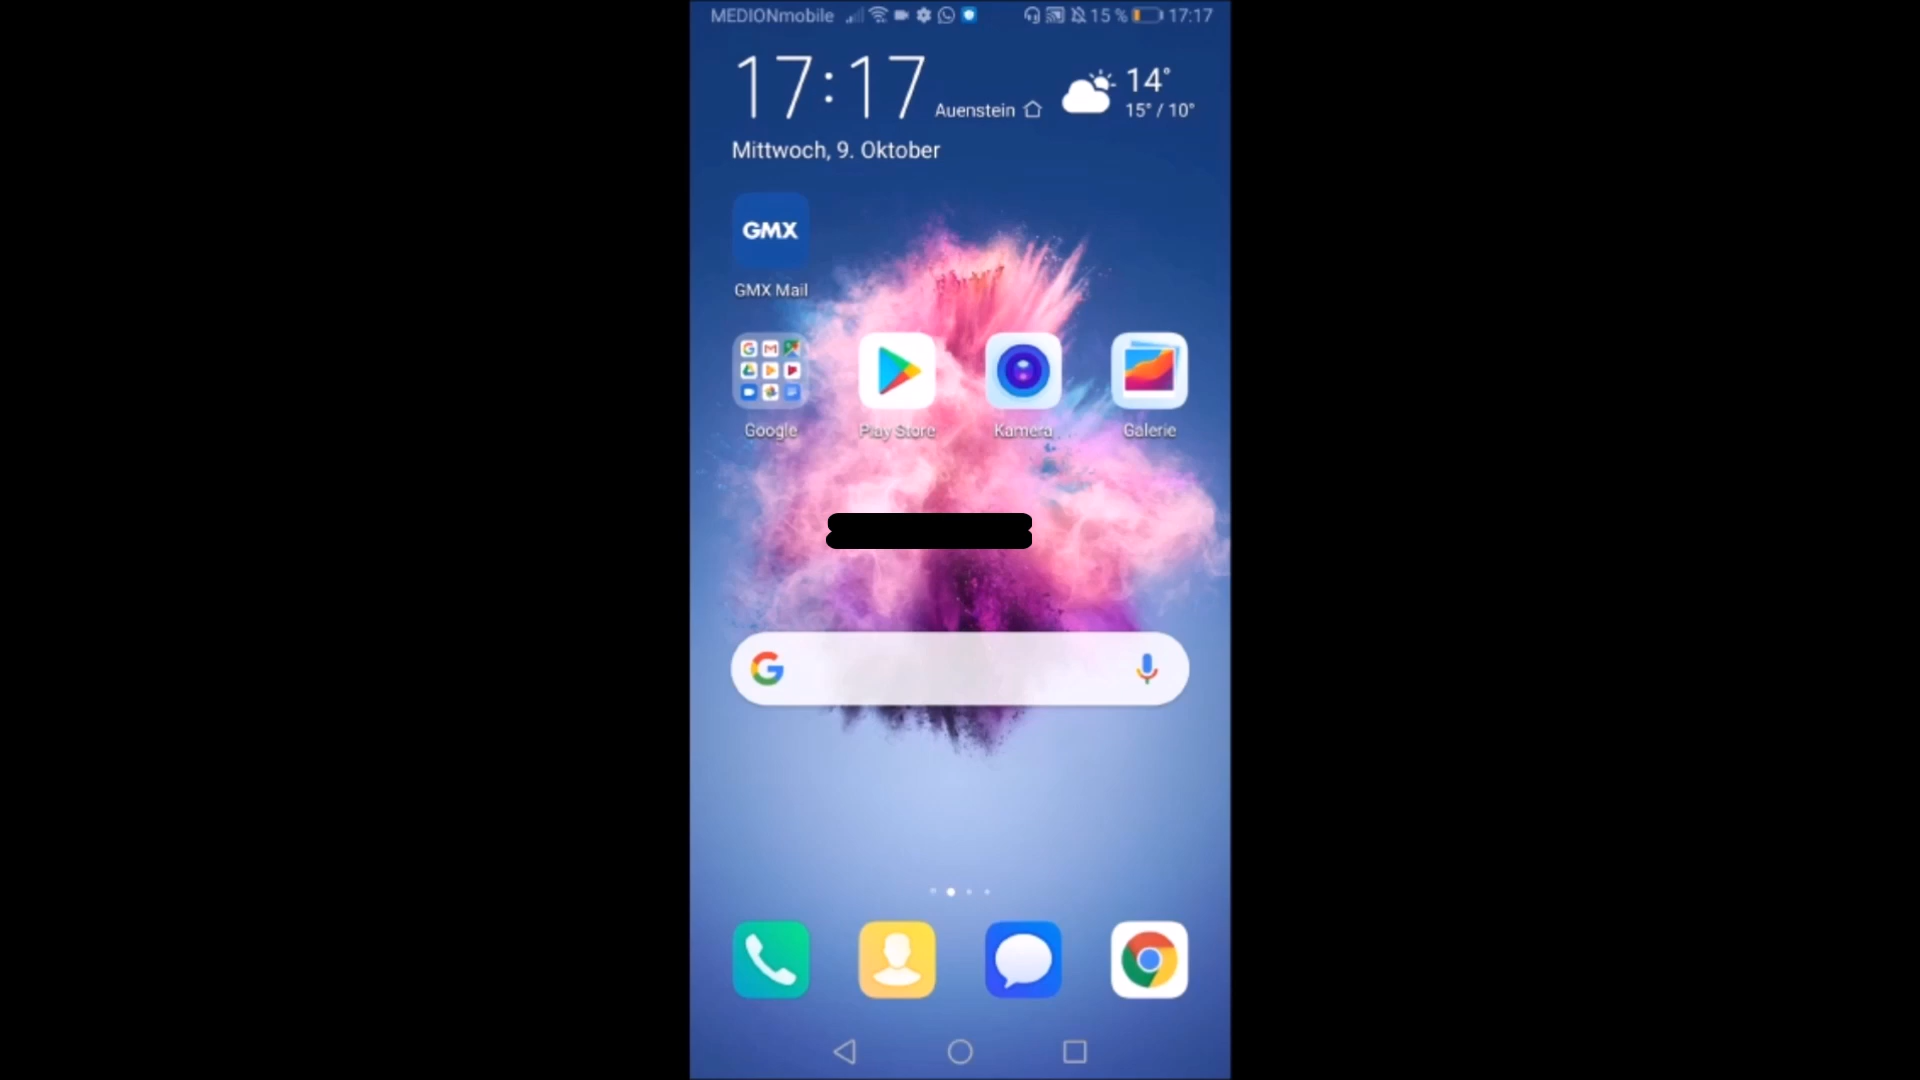 MEDIONmobile 15 % 17:17
17:17 Auenstein 14°
15° / 10°
Mittwoch, 9. Oktober
GMX
GMX Mail
Google Play Store Kamera Galerie